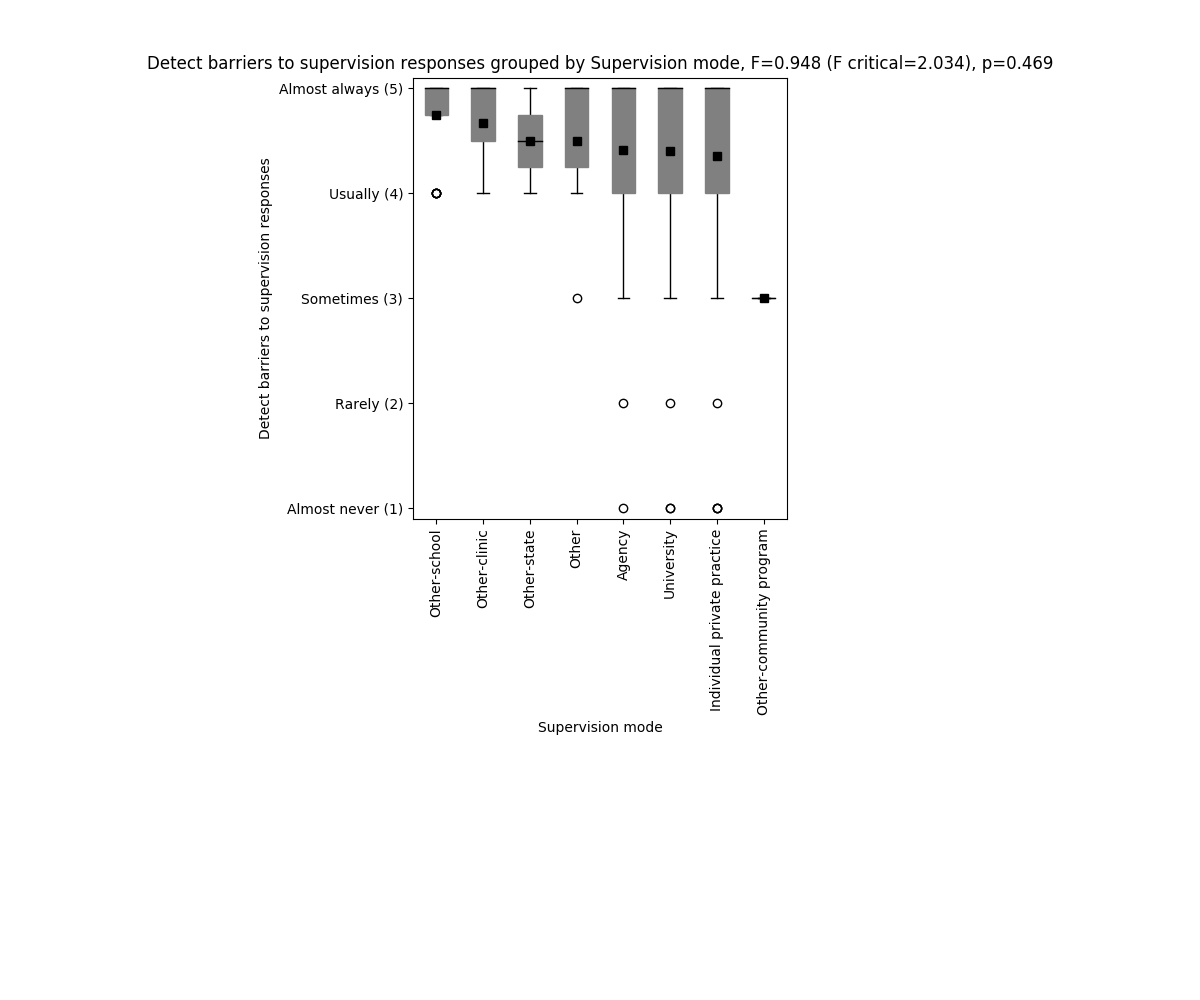 Detect barriers to supervision responses grouped by Supervision mode, F=0.948 (F critical=2.034), p=0.469
Detect barriers to supervision responses
Almost always (5)
Usually (4)
Sometimes (3)
Rarely (2)
Almost never (1)
Other-school
Other-clinic
Other-state
Other
Agency
University
Individual private practice
Other-community program
Supervision mode